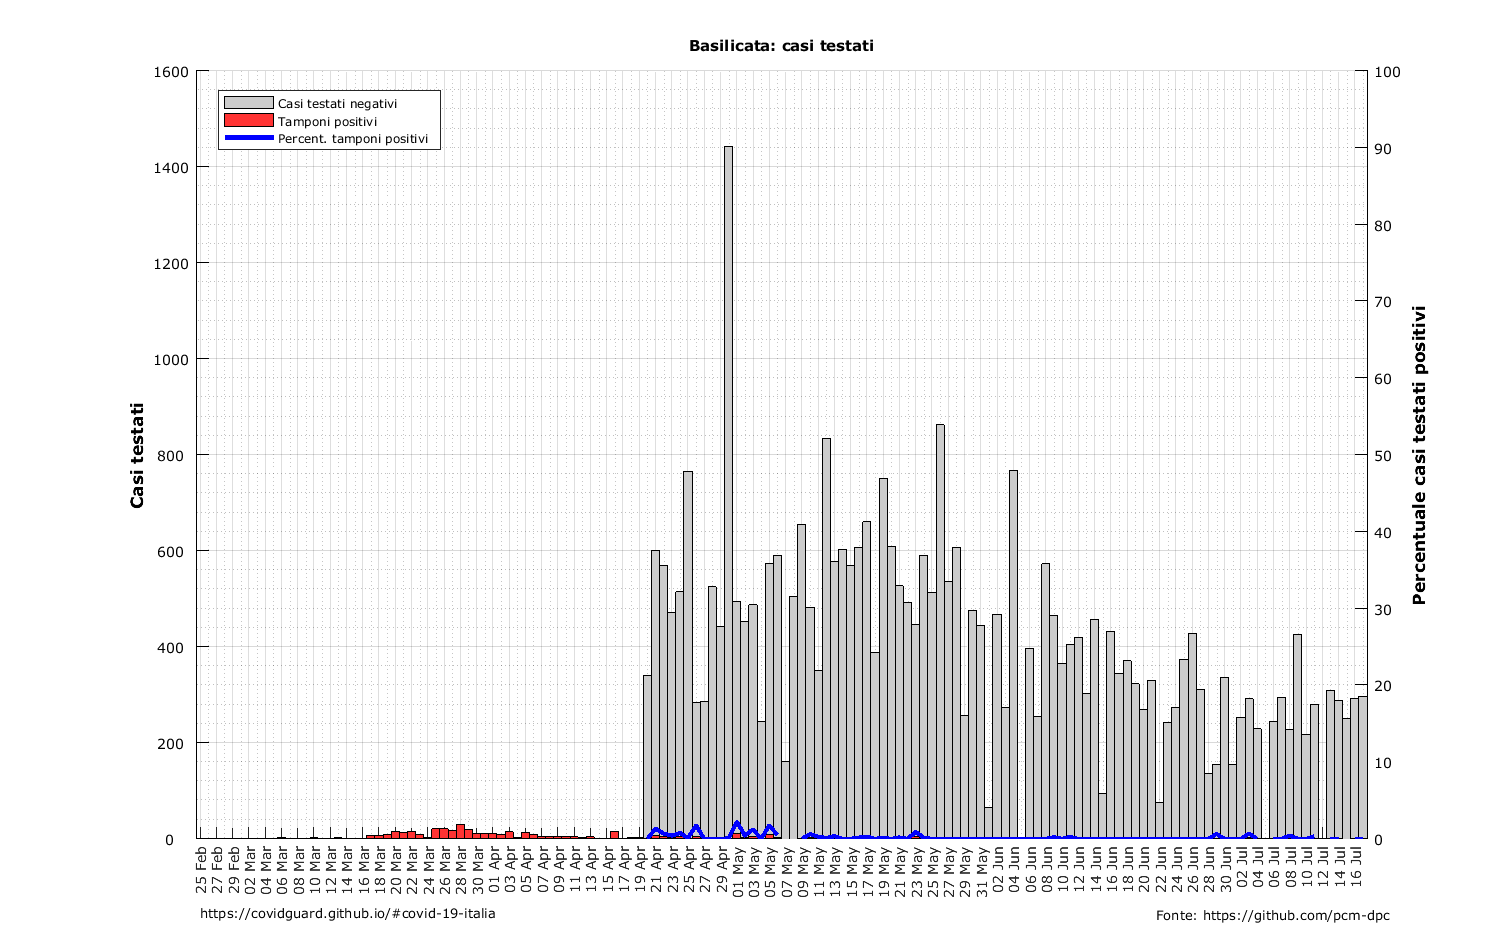 Basilicata: casi testati
Casi testati negativi
Tamponi positivi
Percent. tamponi positivi
Casi testati
1600
1400
1200
1000
800
600
400
200
0
100
90
80
70
60
50
40
30
20
10
0
Percentuale casi testati positivi
25 Feb
27 Feb
29 Feb
02 Mar
04 Mar
06 Mar
08 Mar
10 Mar
12 Mar
14 Mar
16 Mar
18 Mar
20 Mar
22 Mar
24 Mar
26 Mar
28 Mar
30 Mar
01 Apr
03 Apr
05 Apr
07 Apr
09 Apr
11 Apr
13 Apr
15 Apr
17 Apr
19 Apr
21 Apr
23 Apr
25 Apr
27 Apr
29 Apr
01 May
03 May
05 May
07 May
09 May
11 May
13 May
15 May
17 May
19 May
21 May
23 May
25 May
27 May
29 May
31 May
02 Jun
04 Jun
06 Jun
08 Jun
10 Jun
12 Jun
14 Jun
16 Jun
18 Jun
20 Jun
22 Jun
24 Jun
26 Jun
28 Jun
30 Jun
02 Jul
04 Jul
06 Jul
08 Jul
10 Jul
12 Jul
14 Jul
16 Jul
https://covidguard.github.io/#covid-19-italia
Fonte: https://github.com/pcm-dpc